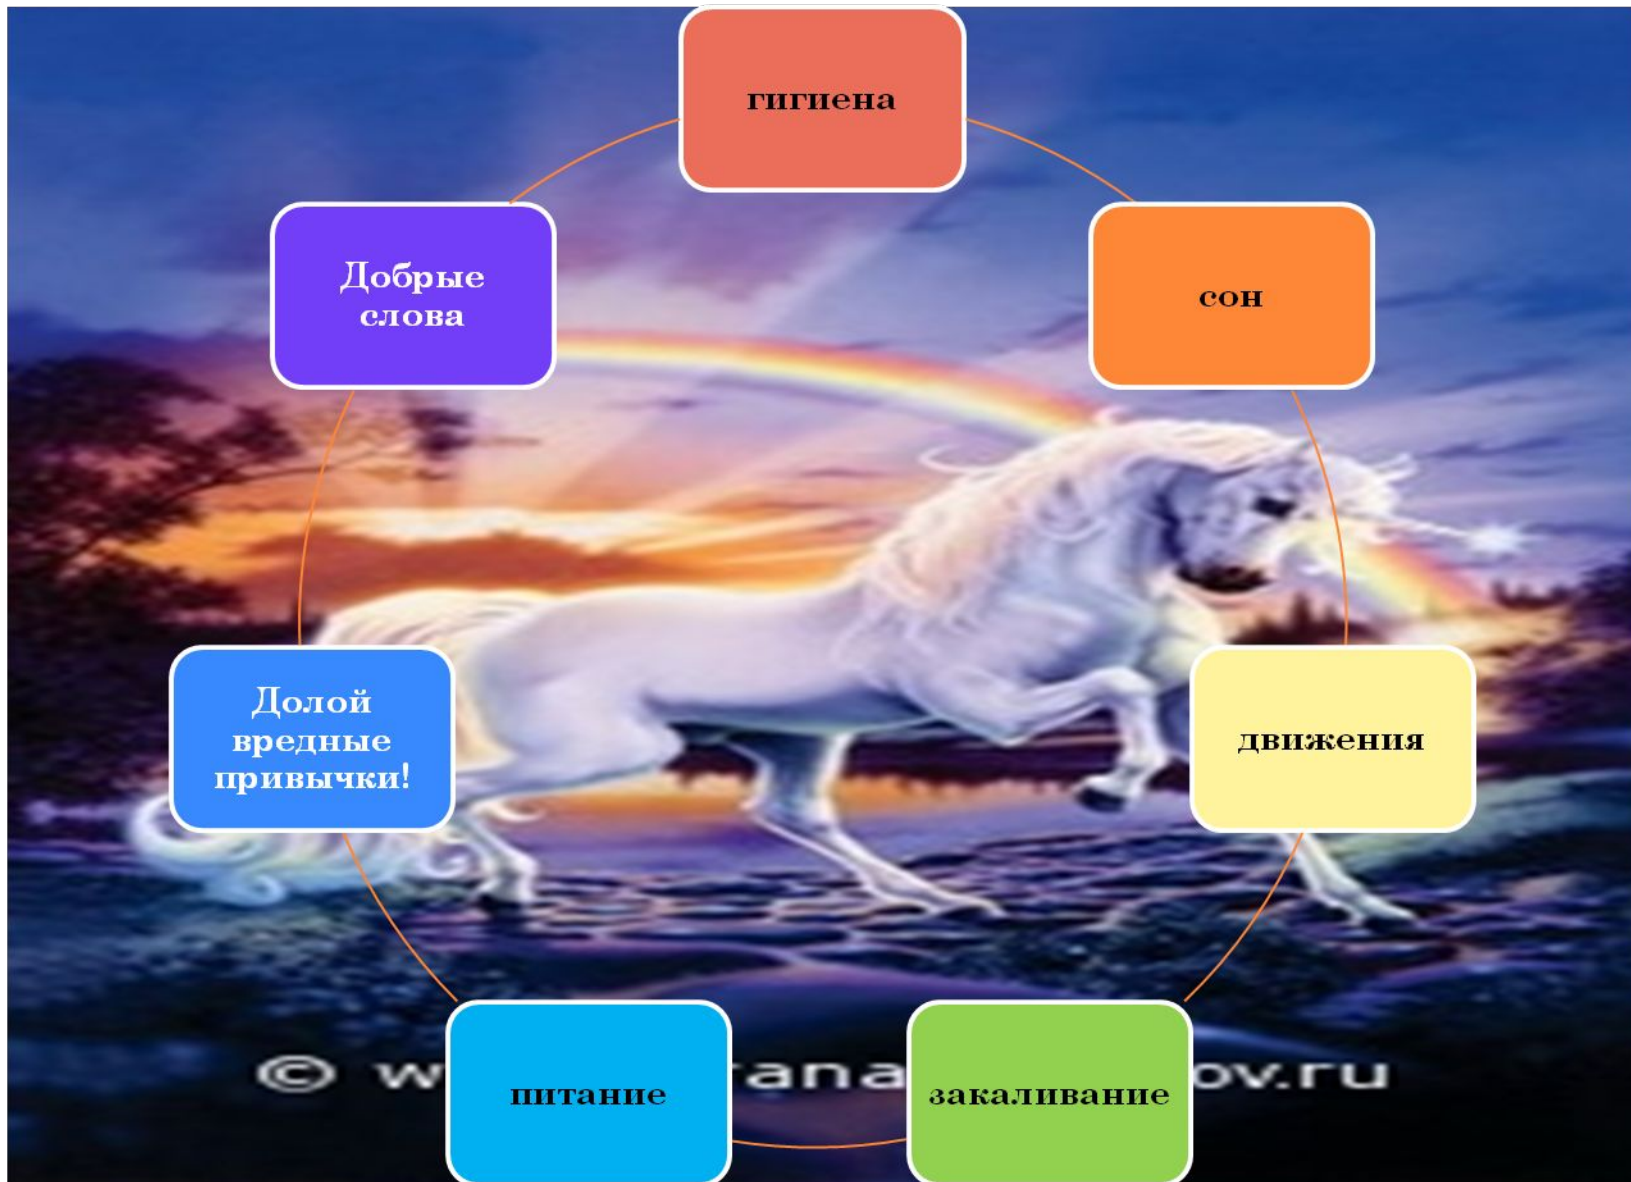 гигиена
сон
движения
закаливание
питание
Долой
вредные
привычки!
Добрые
слова
©